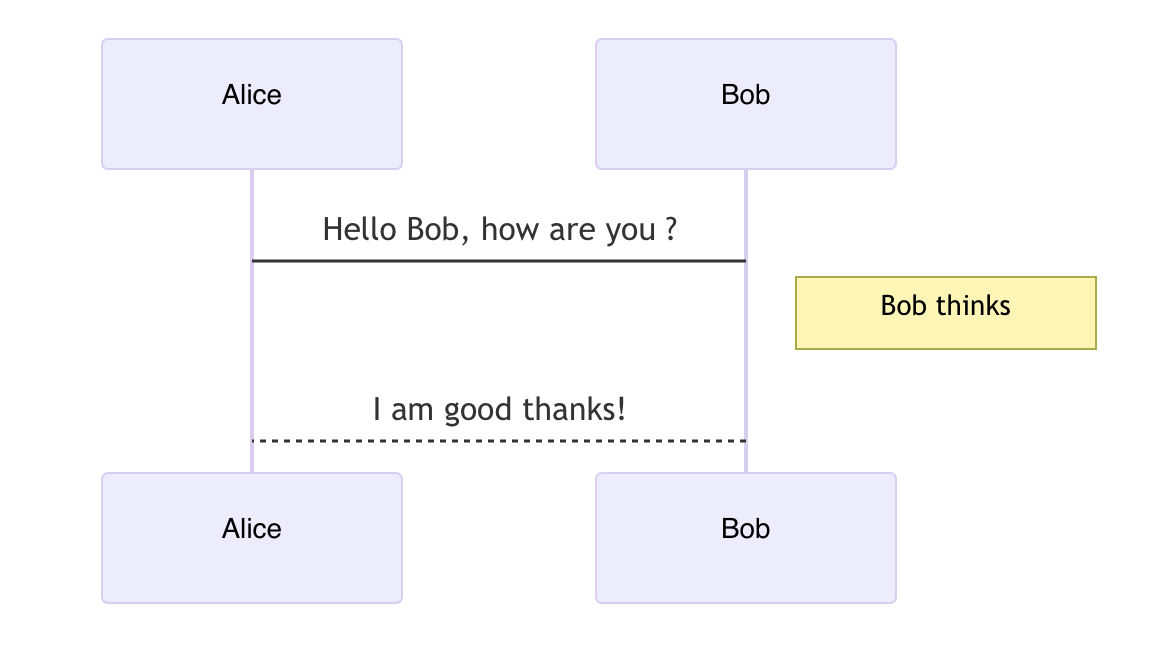 Alice
Bob
Hello Bob, how are you ?
Bob thinks
I am good thanks!
Alice
Bob